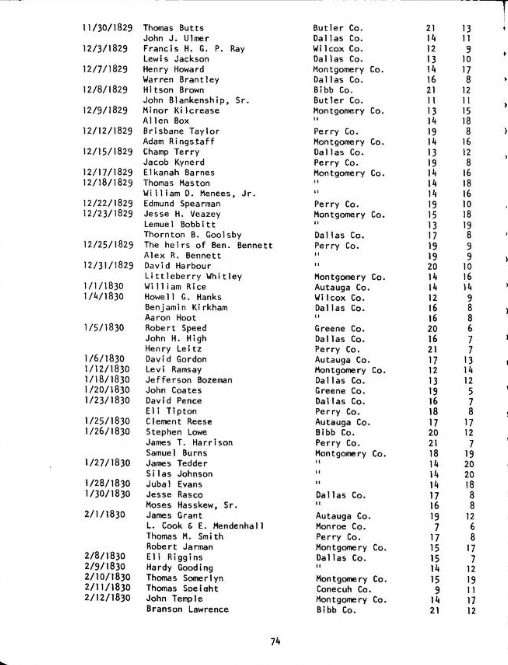 11/30/1829 Thomas Butts Butler Co. 21 13
John J. Ulmer Dallas Co. 14 11
12/3/1829 Francis H. G. P. Ray Wilcox Co. 12 9
Lewis Jackson Dallas Co. 13 10
12/7/1829 Henry Howard Montgomery Co. 14 17
Warren Brantley Dallas Co. 16 8
12/8/1829 Hitson Brown Bibb Co. 21 12
John Blankenship, Sr. Butler Co. 11 11
12/9/1829 Minor Kilcrease Montgomery Co. 13 15
Allen Box " 14 18
12/12/1829 Brisbane Taylor Perry Co. 19 8
Adam Ringstaff Montgomery Co. 14 16
12/15/1829 Champ Terry Dallas Co. 13 12
Jacob Kynerd Perry Co. 19 8
12/17/1829 Elkanah Barnes Montgomery Co. 14 16
12/18/1829 Thomas Maston " 14 18
William D. Menees, Jr. " 14 16
12/22/1829 Edmund Spearman Perry Co. 19 10
12/23/1829 Jesse H. Veazey Montgomery Co. 15 18
Lemuel Bobbitt " 13 19
Thornton B. Goolsby Dallas Co. 17 8
12/25/1829 The heirs of Ben. Bennett Perry Co. 19 9
Alex R. Bennett " 19 9
12/31/1829 David Harbour " 20 10
Littleberry Whitley Montgomery Co. 14 16
1/1/1830 William Rice Autauga Co. 14 14
1/4/1830 Howell G. Hanks Wilcox Co. 12 9
Benjamin Kirkham Dallas Co. 16 8
Aaron Hoot " 16 8
1/5/1830 Robert Speed Greene Co. 20 6
John H. High Dallas Co. 16 7
Henry Leitz Perry Co. 21 7
1/6/1830 David Gordon Autauga Co. 17 13
1/12/1830 Levi Ramsay Montgomery Co. 12 14
1/18/1830 Jefferson Bozeman Dallas Co. 13 12
1/20/1830 John Coates Greene Co. 19 5
1/23/1830 David Pence Dallas Co. 16 7
Eli Tipton Perry Co. 18 8
1/25/1830 Clement Reese Autauga Co. 17 17
1/26/1830 Stephen Lowe Bibb Co. 20 12
James T. Harrison Perry Co. 21 7
Samuel Burns Montgomery Co. 18 19
1/27/1830 James Tedder " 14 20
Silas Johnson " 14 20
1/28/1830 Jubal Evans " 14 18
1/30/1830 Jesse Rasco Dallas Co. 17 8
Moses Hasskew, Sr. " 16 8
2/1/1830 James Grant Autauga Co. 19 12
L. Cook & E. Mendenhall Monroe Co. 7 6
Thomas M. Smith Perry Co. 17 8
Robert Jarman Montgomery Co. 15 17
2/8/1830 Eli Riggins Dallas Co. 15 7
2/9/1830 Hardy Gooding " 14 12
2/10/1830 Thomas Somerlyn Montgomery Co. 15 19
2/11/1830 Thomas Speight Conecuh Co. 9 11
2/12/1830 John Temple Montgomery Co. 14 17
Branson Lawrence Bibb Co. 21 12
74